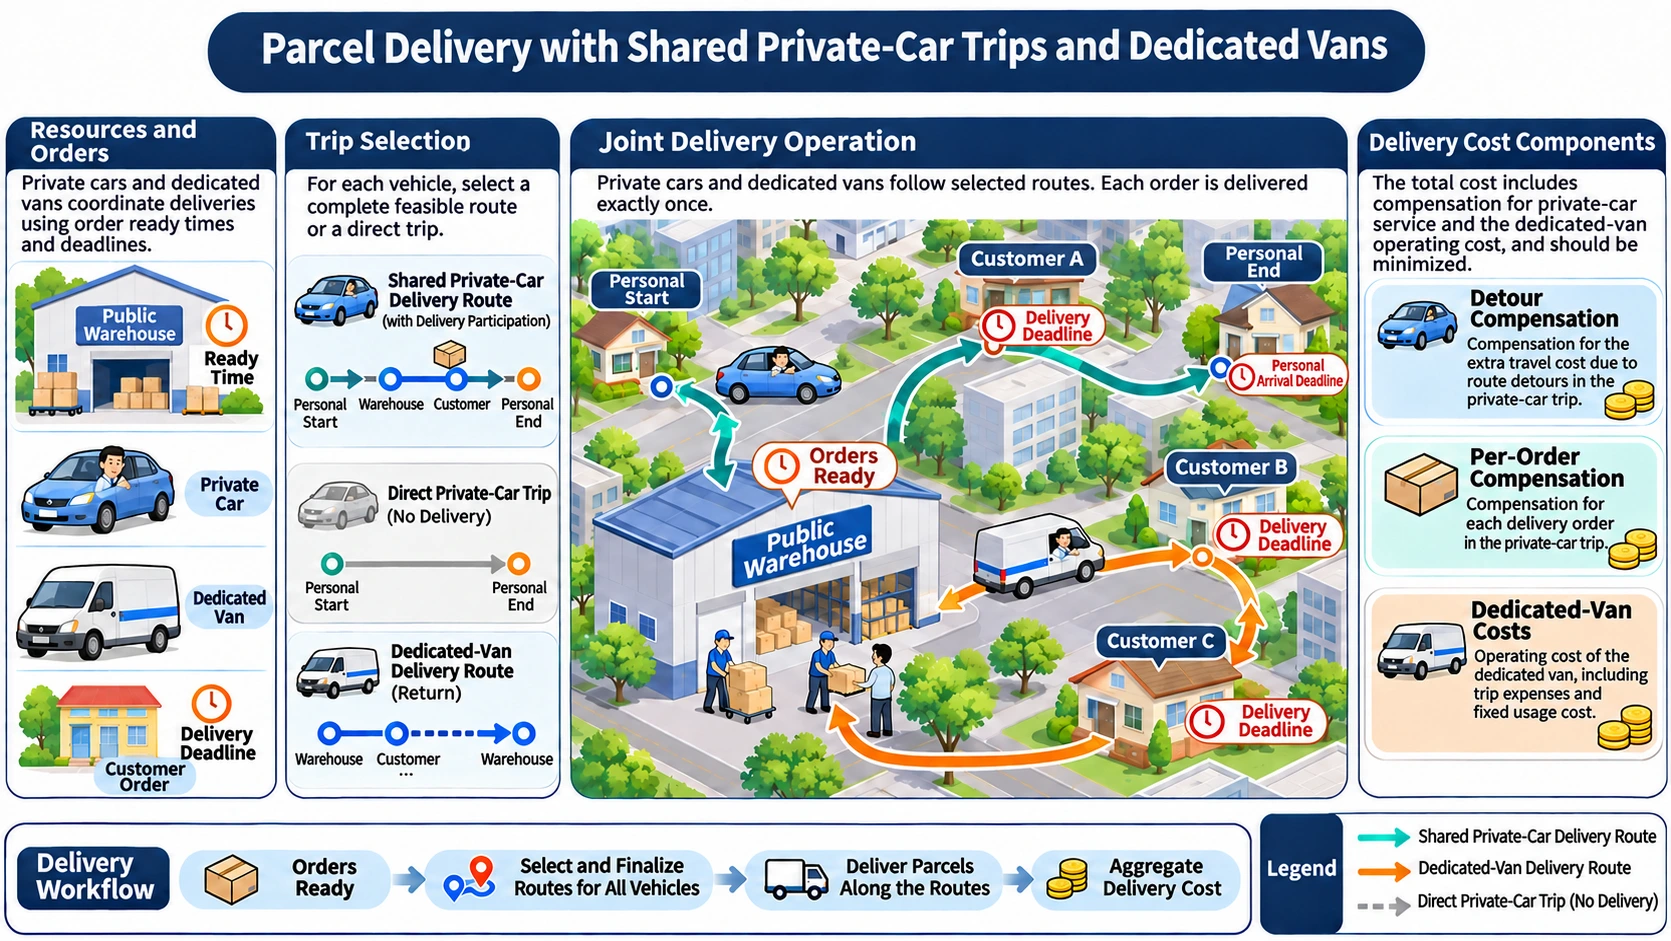 Parcel Delivery with Shared Private-Car Trips and Dedicated Vans
Resources and
Orders
Private cars and dedicated
vans coordinate deliveries
using order ready times
and deadlines.
Public
Warehouse
Ready
Time
Private
Car
Dedicated
Van
Delivery
Deadline
Customer
Order
Trip Selection
For each vehicle, select a
complete feasible route
or a direct trip.
Shared Private-Car
Delivery Route
(with Delivery Participation)
Personal
Start
Warehouse
Customer
Personal
End
Direct Private-Car Trip
(No Delivery)
Personal
Start
Personal
End
Dedicated-Van
Delivery Route
(Return)
Warehouse
Customer
...
Warehouse
Joint Delivery Operation
Private cars and dedicated vans follow selected routes. Each order is delivered
exactly once.
Personal
Start
Customer A
Delivery
Deadline
Personal
End
Personal
Arrival Deadline
Orders
Ready
Public
Warehouse
Customer B
Delivery
Deadline
Customer C
Delivery
Deadline
Delivery Cost Components
The total cost includes
compensation for private-car
service and the dedicated-van
operating cost, and should be
minimized.
Detour
Compensation
Compensation for the
extra travel cost due to
route detours in the
private-car trip.
Per-Order
Compensation
Compensation for
each delivery order
in the private-car trip.
Dedicated-Van
Costs
Operating cost of the
dedicated van, including
trip expenses and
fixed usage cost.
Delivery
Workflow
Orders
Ready
Select and Finalize
Routes for All Vehicles
Deliver Parcels
Along the Routes
Aggregate
Delivery Cost
Legend
Shared Private-Car Delivery Route
Dedicated-Van Delivery Route
Direct Private-Car Trip (No Delivery)